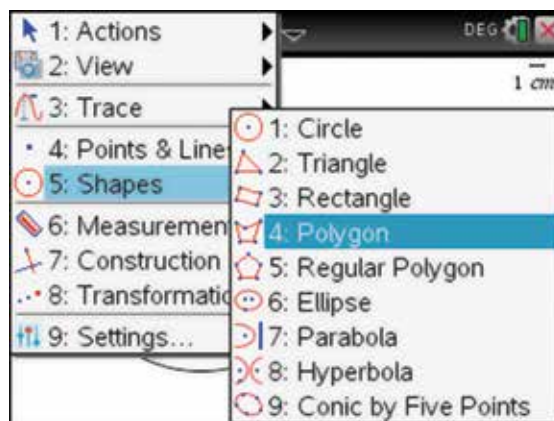 1: Actions
DEG
2: View
1 cm
3: Trace
4: Points & Line
5: Shapes
6: Measuremen
7: Construction
8: Transformatio
9: Settings...
1: Circle
2: Triangle
3: Rectangle
4: Polygon
5: Regular Polygon
6: Ellipse
7: Parabola
8: Hyperbola
9: Conic by Five Points